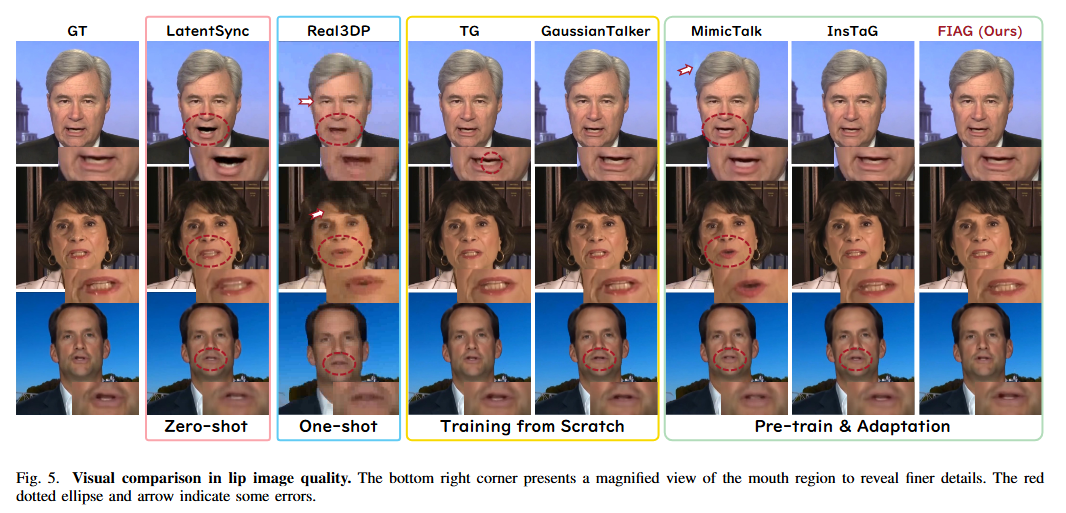 GT LatentSync Real3DP TG GaussianTalker MimicTalk InsTaG FIAG (Ours)
Zero-shot One-shot Training from Scratch Pre-train & Adaptation
Fig. 5. Visual comparison in lip image quality. The bottom right corner presents a magnified view of the mouth region to reveal finer details. The red
dotted ellipse and arrow indicate some errors.